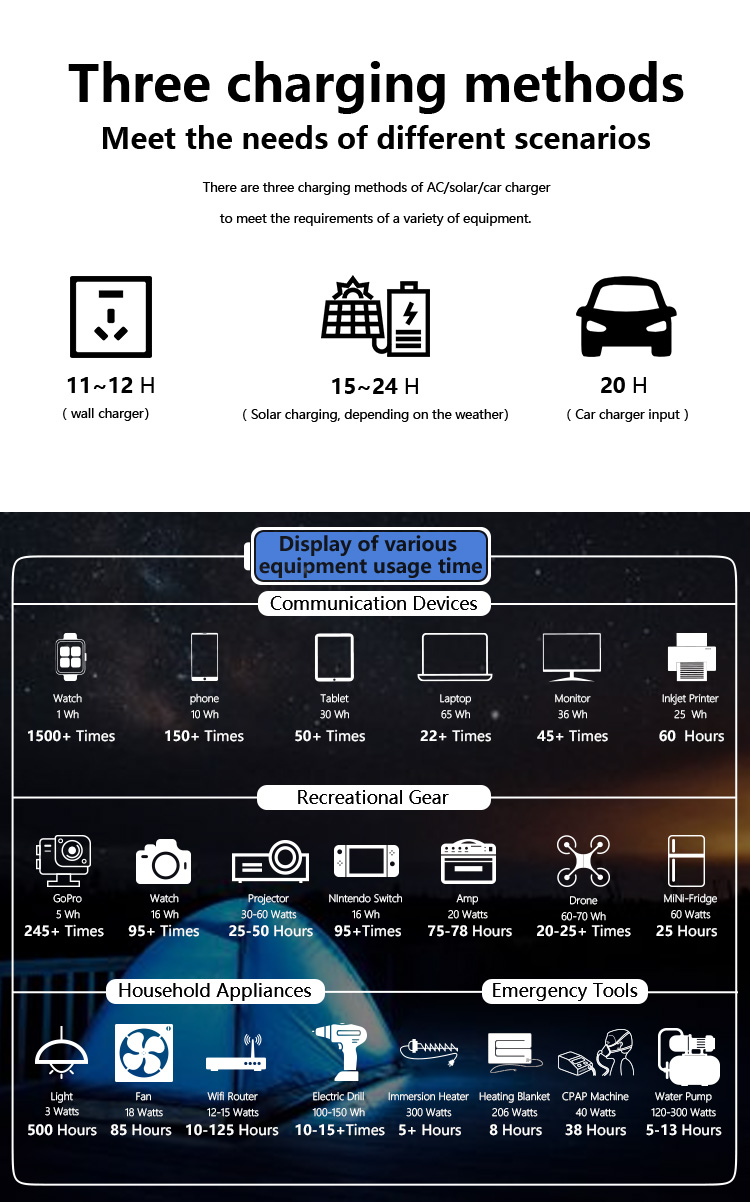 Three charging methods
Meet the needs of different scenarios
There are three charging methods of AC/solar/car charger
to meet the requirements of a variety of equipment.
11~12 H
( wall charger)
15~24 H
( Solar charging, depending on the weather)
20 H
( Car charger input )
Display of various
equipment usage time
Communication Devices
Watch
1 Wh
1500+ Times
phone
10 Wh
150+ Times
Tablet
30 Wh
50+ Times
Laptop
65 Wh
22+ Times
Monitor
36 Wh
45+ Times
Inkjet Printer
25 Wh
60 Hours
Recreational Gear
GoPro
5 Wh
245+ Times
Watch
16 Wh
95+ Times
Projector
30-60 Watts
25-50 Hours
NIntendo Switch
16 Wh
95+Times
Amp
20 Watts
75-78 Hours
Drone
60-70 Wh
20-25+ Times
MiNi-Fridge
60 Watts
25 Hours
Household Appliances
Light
3 Watts
500 Hours
Fan
18 Watts
85 Hours
Wifi Router
12-15 Watts
10-125 Hours
Electric Drill
100-150 Wh
10-15+Times
Immersion Heater
300 Watts
5+ Hours
Emergency Tools
Heating Blanket
206 Watts
8 Hours
CPAP Machine
40 Watts
38 Hours
Water Pump
120-300 Watts
5-13 Hours